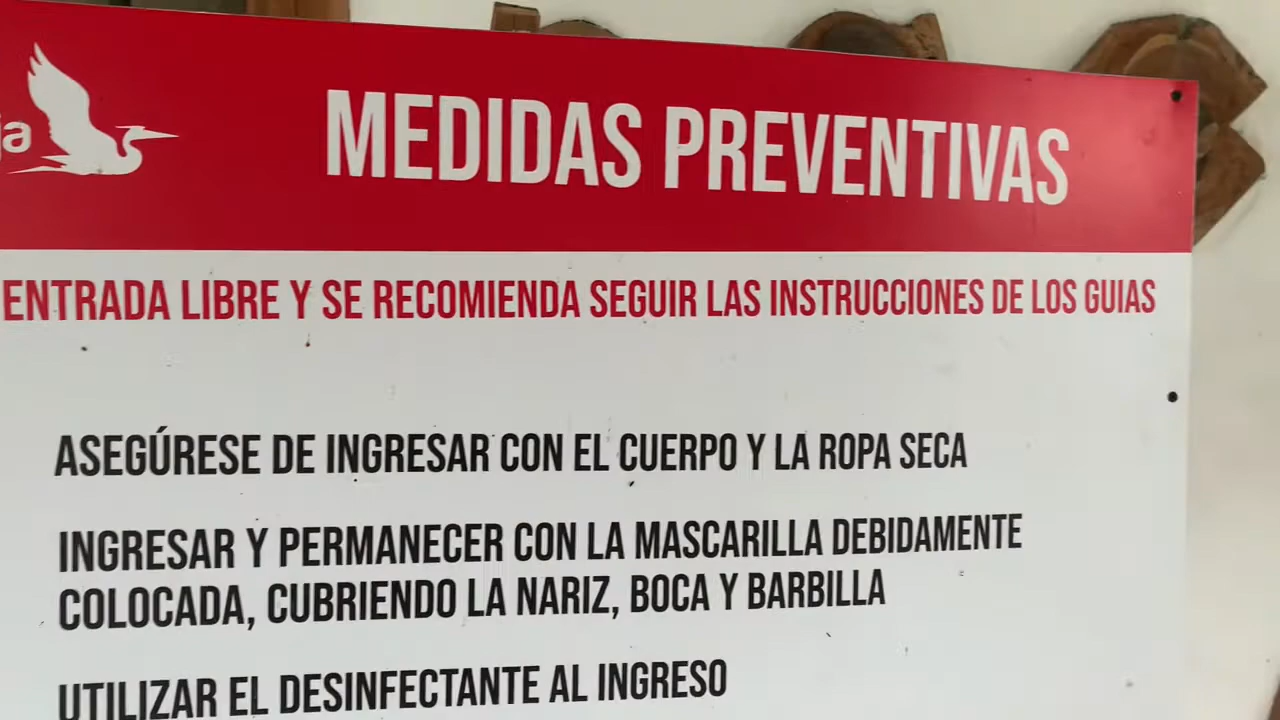 ja
MEDIDAS PREVENTIVAS
ENTRADA LIBRE Y SE RECOMIENDA SEGUIR LAS INSTRUCCIONES DE LOS GUIAS
ASEGÚRESE DE INGRESAR CON EL CUERPO Y LA ROPA SECA
INGRESAR Y PERMANECER CON LA MASCARILLA DEBIDAMENTE
COLOCADA, CUBRIENDO LA NARIZ, BOCA Y BARBILLA
UTILIZAR EL DESINFECTANTE AL INGRESO